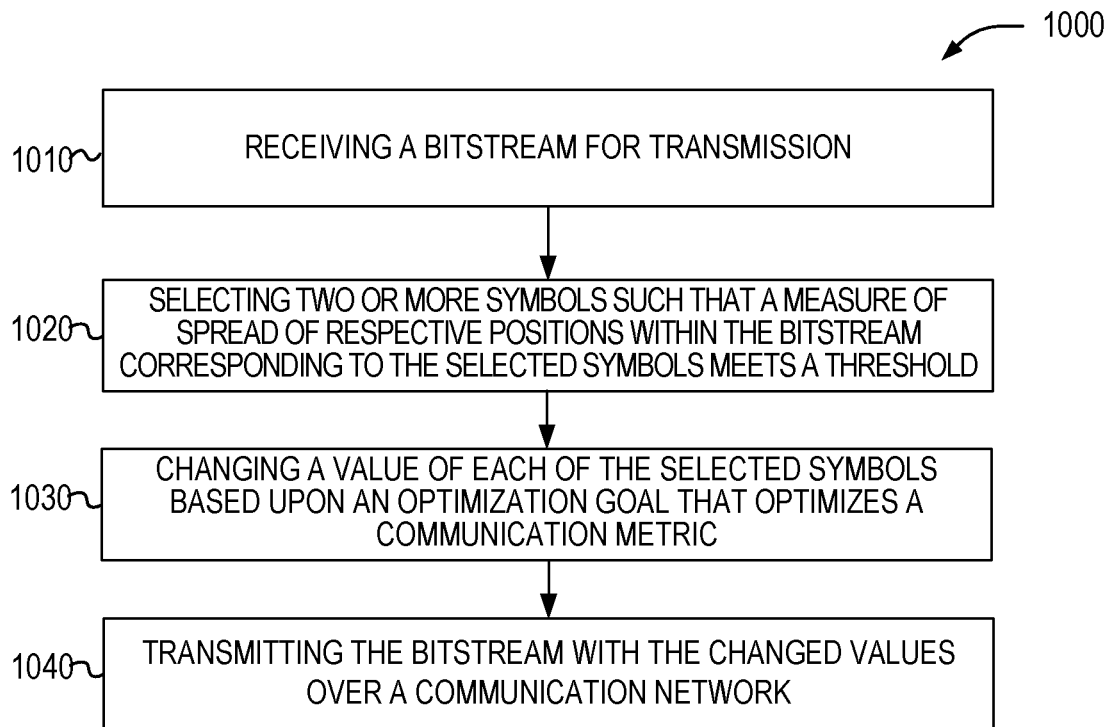 1000
1010
RECEIVING A BITSTREAM FOR TRANSMISSION
1020
SELECTING TWO OR MORE SYMBOLS SUCH THAT A MEASURE OF
SPREAD OF RESPECTIVE POSITIONS WITHIN THE BITSTREAM
CORRESPONDING TO THE SELECTED SYMBOLS MEETS A THRESHOLD
1030
CHANGING A VALUE OF EACH OF THE SELECTED SYMBOLS
BASED UPON AN OPTIMIZATION GOAL THAT OPTIMIZES A
COMMUNICATION METRIC
1040
TRANSMITTING THE BITSTREAM WITH THE CHANGED VALUES
OVER A COMMUNICATION NETWORK